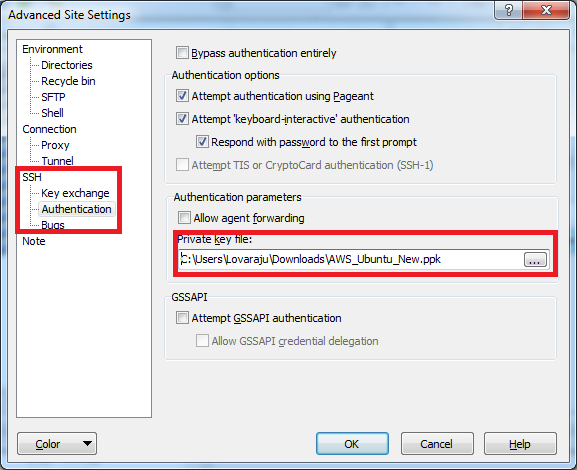 Advanced Site Settings
Environment
Directories
Recycle bin
SFTP
Shell
Connection
Proxy
Tunnel
SSH
Key exchange
Authentication
Bugs
Note
Bypass authentication entirely
Authentication options
Attempt authentication using Pageant
Attempt 'keyboard-interactive' authentication
Respond with password to the first prompt
Attempt TIS or CryptoCard authentication (SSH-1)
Authentication parameters
Allow agent forwarding
Private key file:
C:\Users\Lovaraju\Downloads\AWS_Ubuntu_New.ppk
...
GSSAPI
Attempt GSSAPI authentication
Allow GSSAPI credential delegation
Color
OK
Cancel
Help